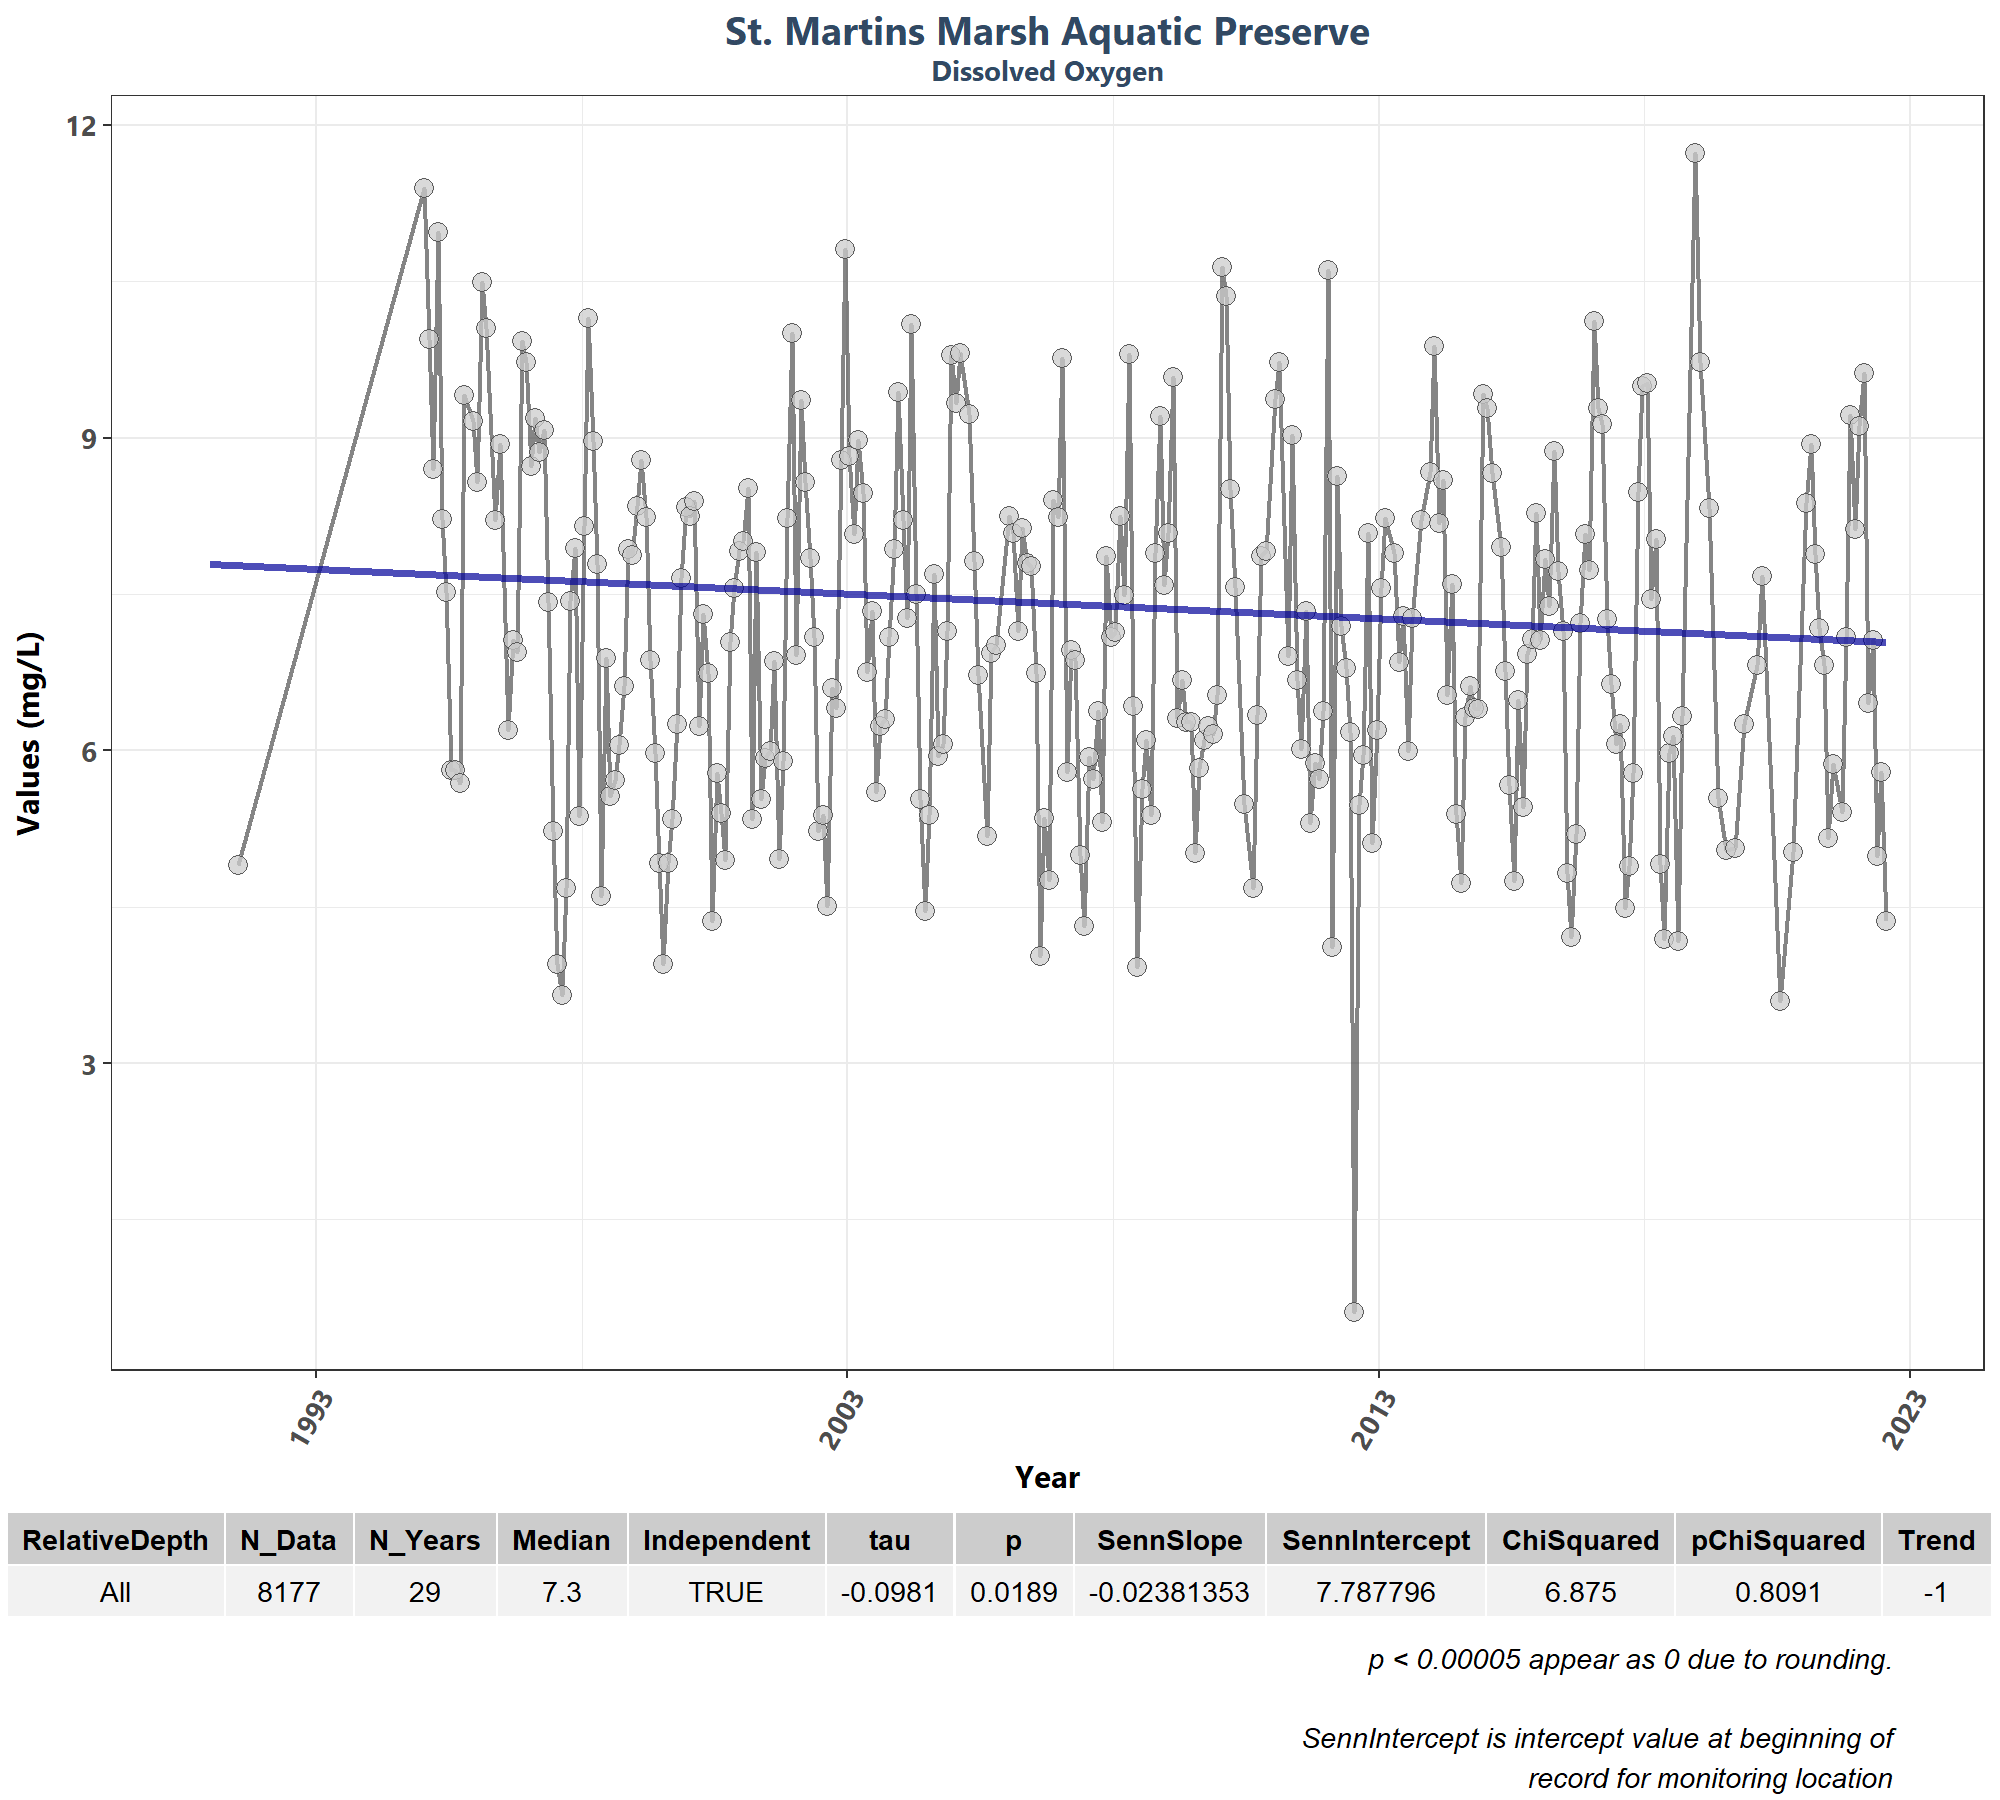 St. Martins Marsh Aquatic Preserve
Dissolved Oxygen
12
9
6
3
Values (mg/L)
1993 2003 2013 2023
Year
RelativeDepth N_Data N_Years Median Independent tau p SennSlope SennIntercept ChiSquared pChiSquared Trend
All 8177 29 7.3 TRUE -0.0981 0.0189 -0.02381353 7.787796 6.875 0.8091 -1
p < 0.00005 appear as 0 due to rounding.
SennIntercept is intercept value at beginning of
record for monitoring location